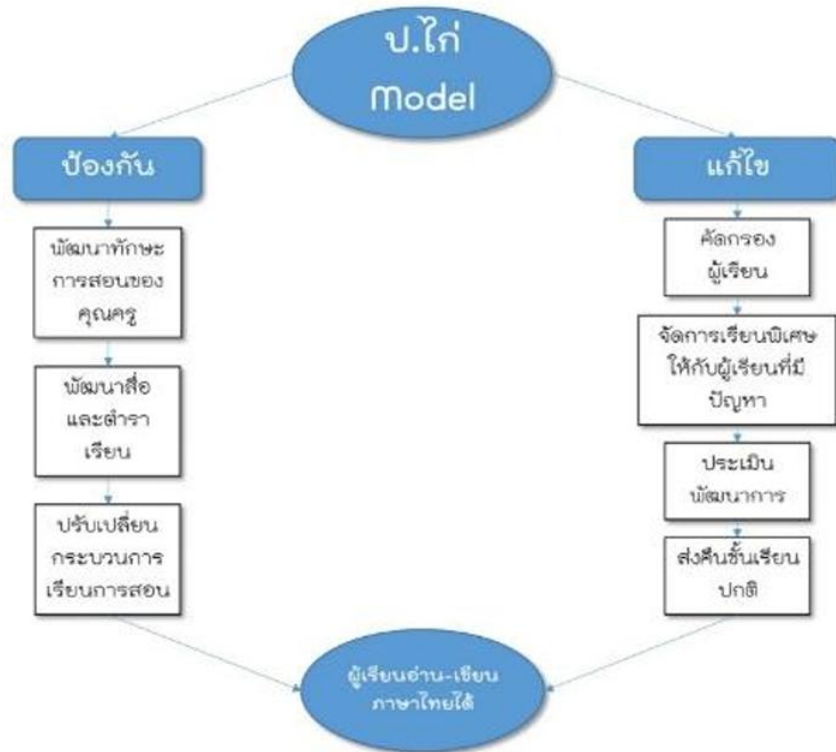 ป.ไก่
Model
ป้องกัน
พัฒนาทักษะ
การสอนของ
คุณครู
พัฒนาสื่อ
และตำรา
เรียน
ปรับเปลี่ยน
กระบวนการ
เรียนการสอน
แก้ไข
คัดกรอง
ผู้เรียน
จัดการเรียนพิเศษ
ให้กับผู้เรียนที่มี
ปัญหา
ประเมิน
พัฒนาการ
ส่งคืนชั้นเรียน
ปกติ
ผู้เรียนอ่าน-เขียน
ภาษาไทยได้